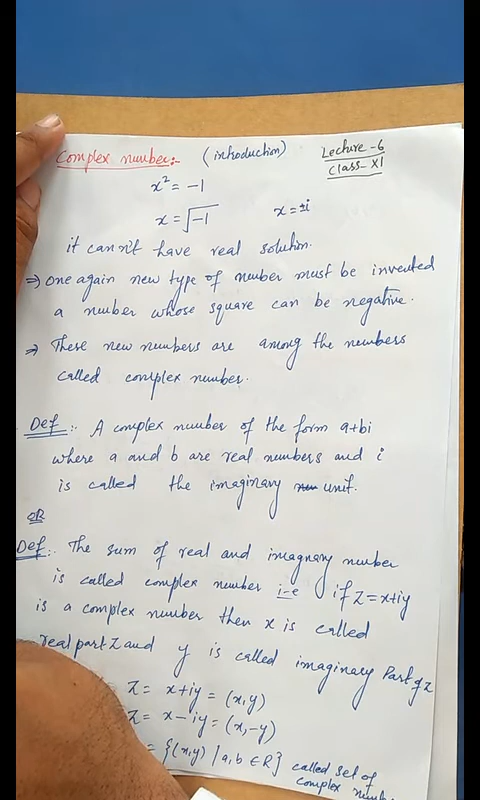 Complex number:- (introduction) Lecture-6
Class-XI
x² = -1
x = √-1 x = ±i
it cann't have real solution.
⇒ One again new type of number must be invented
a number whose square can be negative.
⇒ These new numbers are among the numbers
called complex number.
Def:. A complex number of the form a+bi
where a and b are real numbers and i
is called the imaginary unit.
OR
Def:. The sum of real and imagnary number
is called complex number i-e if Z = x+iy
is a complex number then x is called
real part Z and y is called imaginary Part of z
Z = x+iy = (x,y)
Z = x-iy = (x,-y)
= {(x,y) / a,b ∈ R} called set of
complex